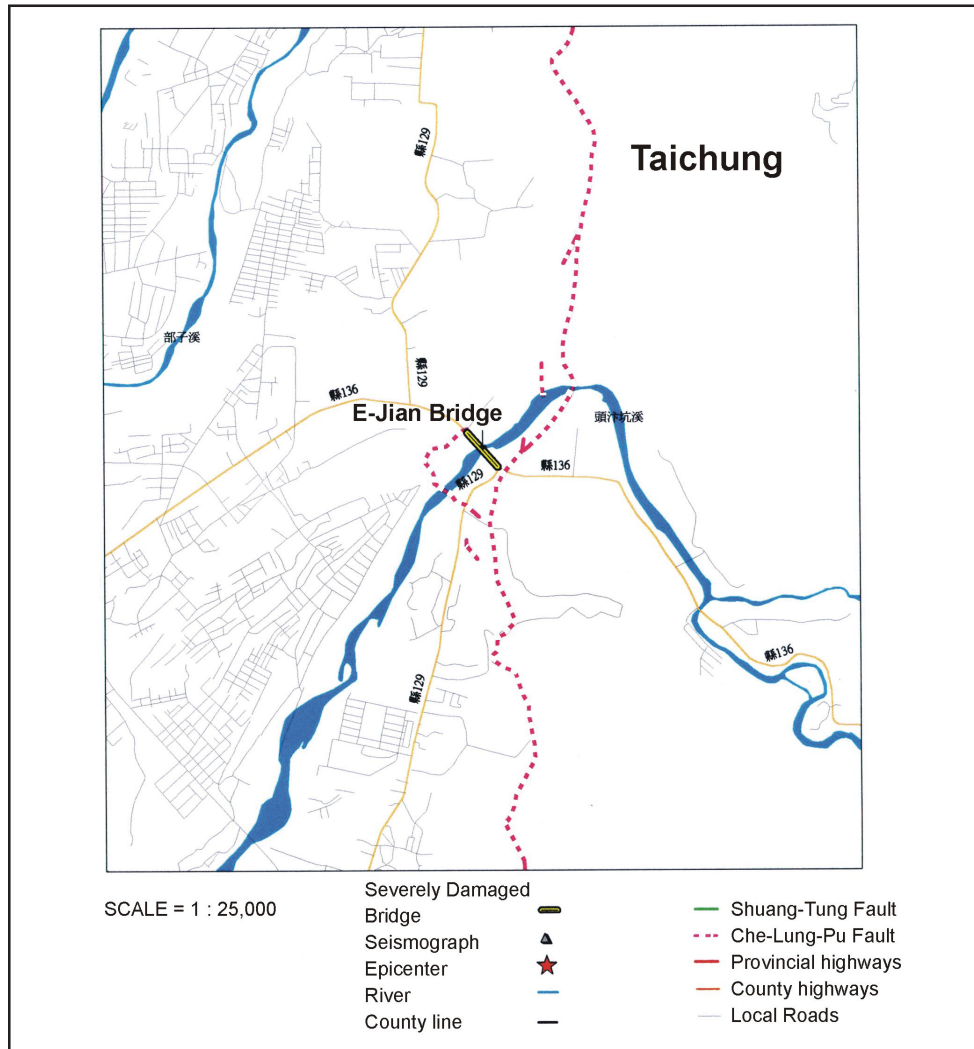 縣129
Taichung
部子溪
縣129
縣136
E-Jian Bridge
頭汴坑溪
縣129
縣136
縣136
縣129
SCALE = 1 : 25,000
Severely Damaged
Bridge
Seismograph
Epicenter
River
County line
Shuang-Tung Fault
Che-Lung-Pu Fault
Provincial highways
County highways
Local Roads